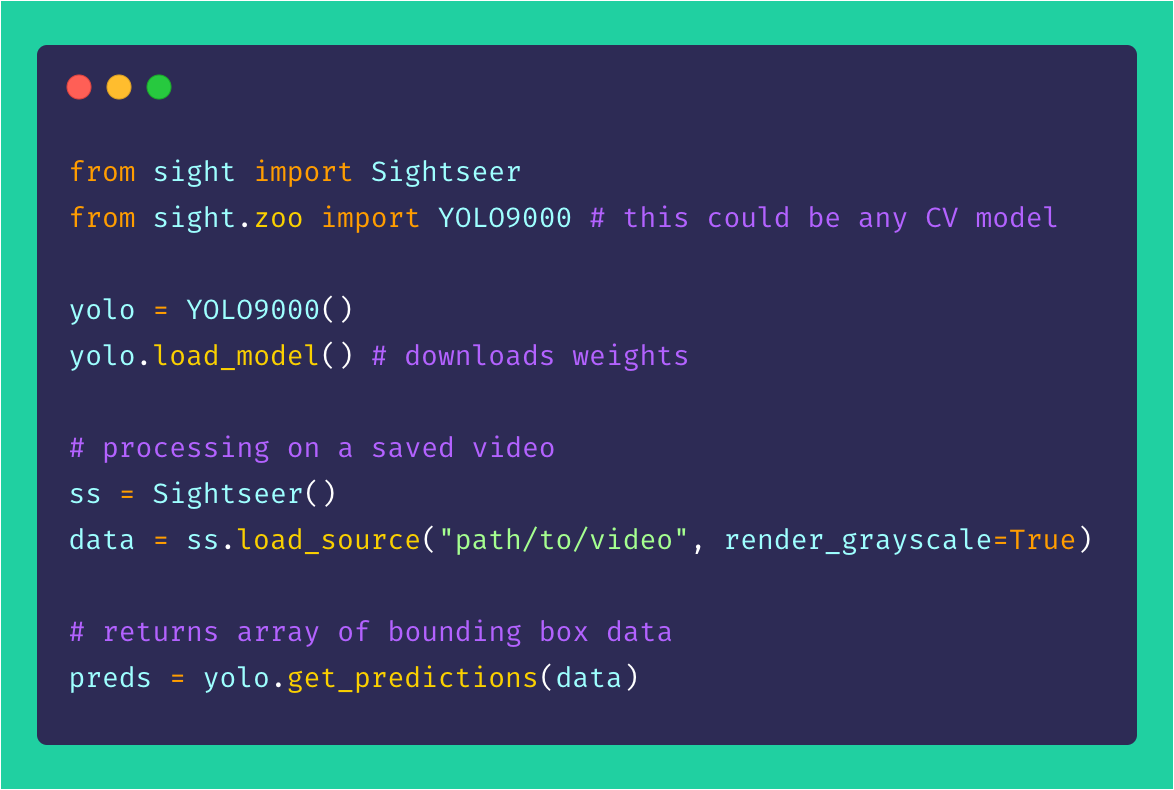 from sight import Sightseer
from sight.zoo import YOLO9000 # this could be any CV model
yolo = YOLO9000()
yolo.load_model() # downloads weights
# processing on a saved video
ss = Sightseer()
data = ss.load_source("path/to/video", render_grayscale=True)
# returns array of bounding box data
preds = yolo.get_predictions(data)